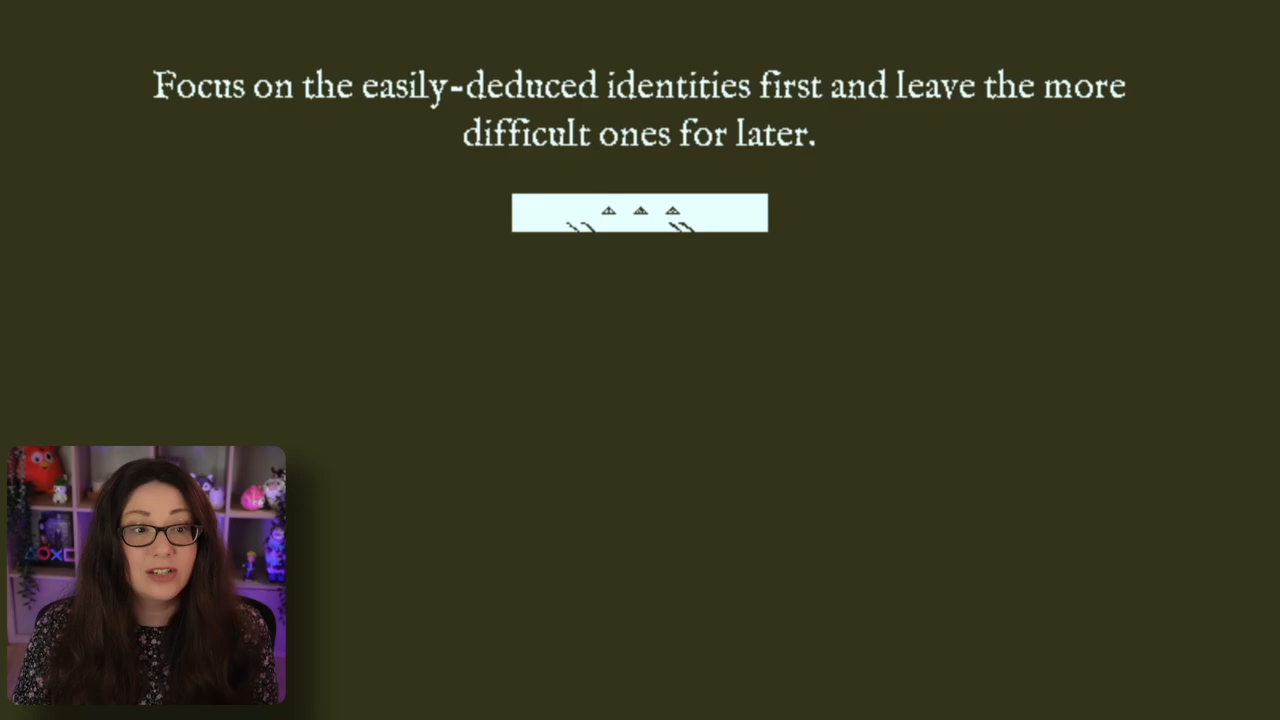 Focus on the easily-deduced identities first and leave the more
difficult ones for later.